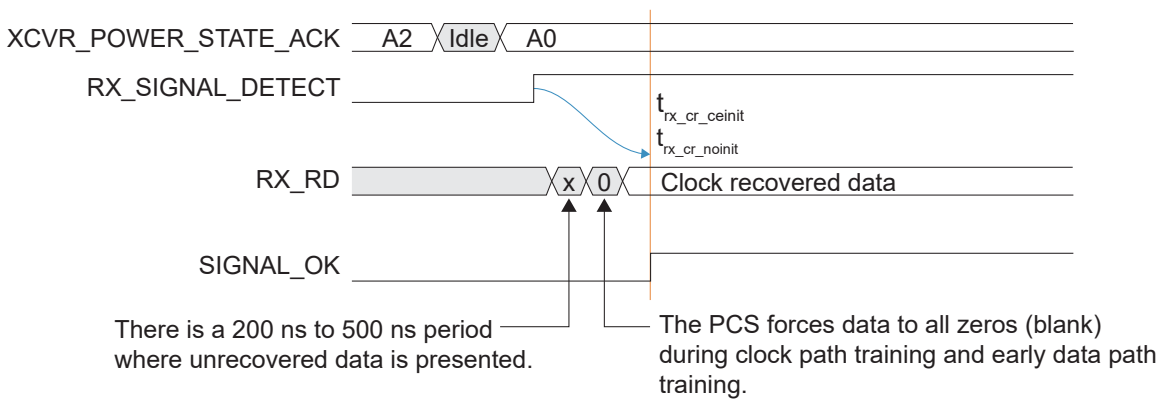 XCVR_POWER_STATE_ACK A2 Idle A0
RX_SIGNAL_DETECT
t_rx_cr_ceinit
t_rx_cr_noinit
RX_RD x 0 Clock recovered data
SIGNAL_OK
There is a 200 ns to 500 ns period
where unrecovered data is presented.
The PCS forces data to all zeros (blank)
during clock path training and early data path
training.